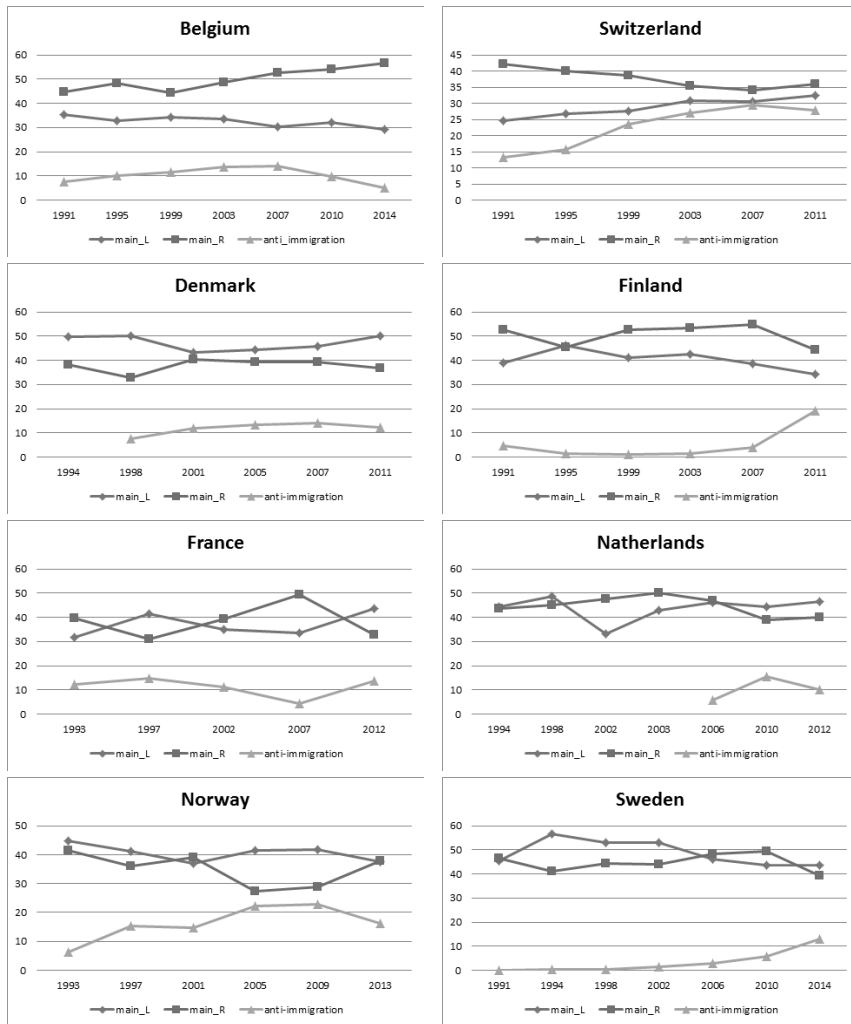 Belgium
60
50
40
30
20
10
0
1991 1995 1999 2003 2007 2010 2014
main_L main_R anti_immigration
Switzerland
45
40
35
30
25
20
15
10
5
0
1991 1995 1999 2003 2007 2011
main_L main_R anti-immigration
Denmark
60
50
40
30
20
10
0
1994 1998 2001 2005 2007 2011
main_L main_R anti-immigration
Finland
60
50
40
30
20
10
0
1991 1995 1999 2003 2007 2011
main_L main_R anti-immigration
France
60
50
40
30
20
10
0
1993 1997 2002 2007 2012
main_L main_R anti-immigration
Natherlands
60
50
40
30
20
10
0
1994 1998 2002 2003 2006 2010 2012
main_L main_R anti-immigration
Norway
50
40
30
20
10
0
1993 1997 2001 2005 2009 2013
main_L main_R anti-immigration
Sweden
60
50
40
30
20
10
0
1991 1994 1998 2002 2006 2010 2014
main_L main_R anti-immigration